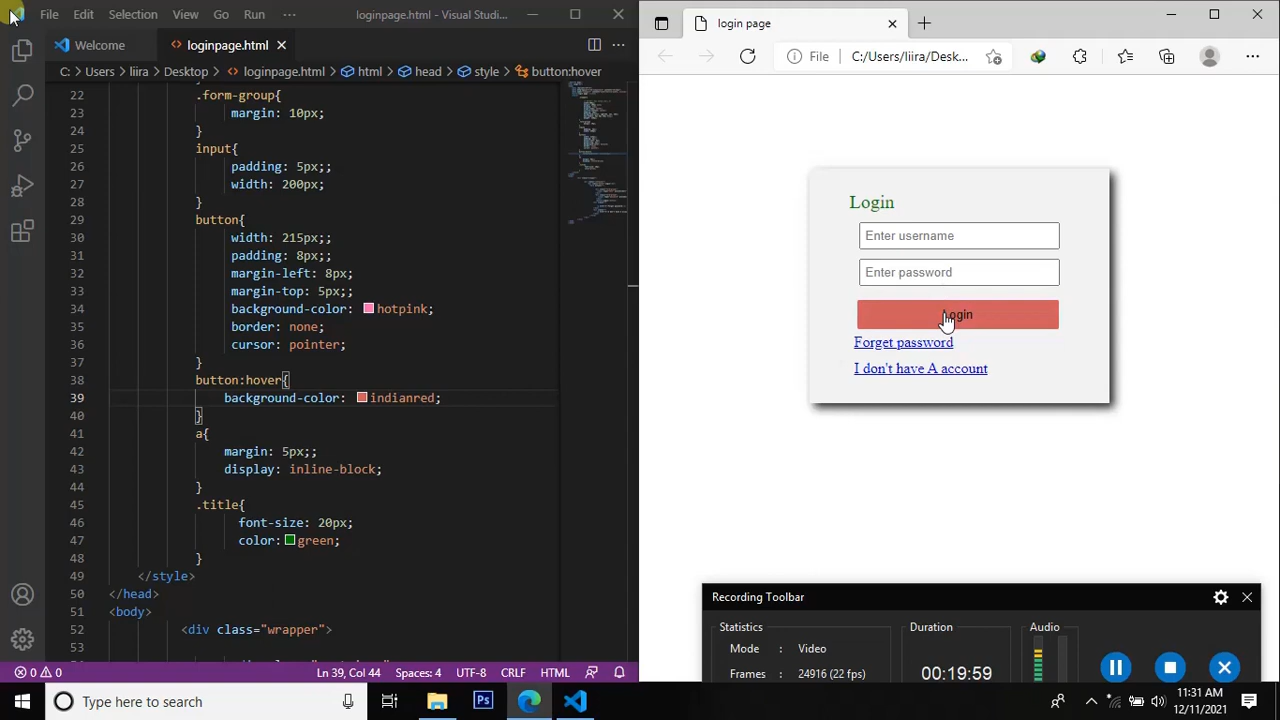 File Edit Selection View Go Run ··· loginpage.html - Visual Studi...
Welcome loginpage.html
C: > Users > liira > Desktop > loginpage.html > html > head > style > button:hover
22 .form-group{
23 margin: 10px;
24 }
25 input{
26 padding: 5px;;
27 width: 200px;
28 }
29 button{
30 width: 215px;;
31 padding: 8px;;
32 margin-left: 8px;
33 margin-top: 5px;;
34 background-color: hotpink;
35 border: none;
36 cursor: pointer;
37 }
38 button:hover{
39 background-color: indianred;
40 }
41 a{
42 margin: 5px;;
43 display: inline-block;
44 }
45 .title{
46 font-size: 20px;
47 color: green;
48 }
49 </style>
50 </head>
51 <body>
52 <div class="wrapper">
53
0 0 Ln 39, Col 44 Spaces: 4 UTF-8 CRLF HTML
login page
File C:/Users/liira/Desk...
Login
Enter username
Enter password
Login
Forget password
I don't have A account
Recording Toolbar
Statistics Duration Audio
Mode : Video
Frames : 24916 (22 fps)
00:19:59
Type here to search
11:31 AM
12/11/2021